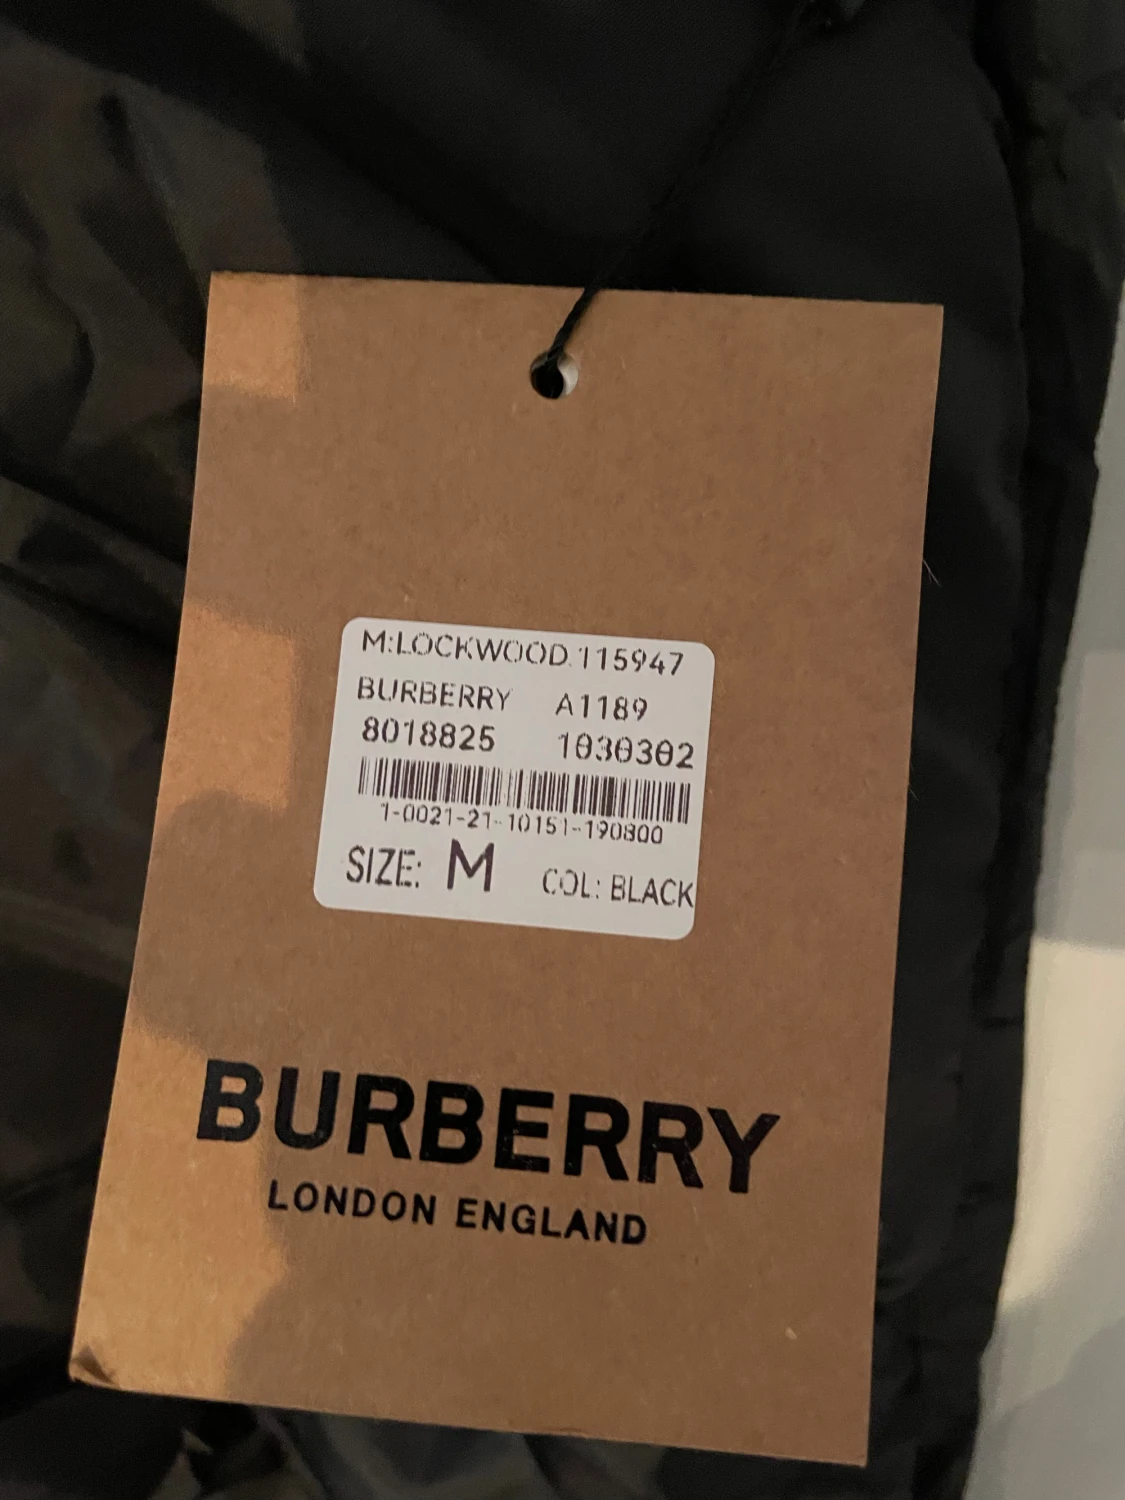 M:LOCKWOOD.115947
BURBERRY A1189
8018825 1030302
1-0021-21-10151-190800
SIZE: M COL: BLACK
BURBERRY
LONDON ENGLAND